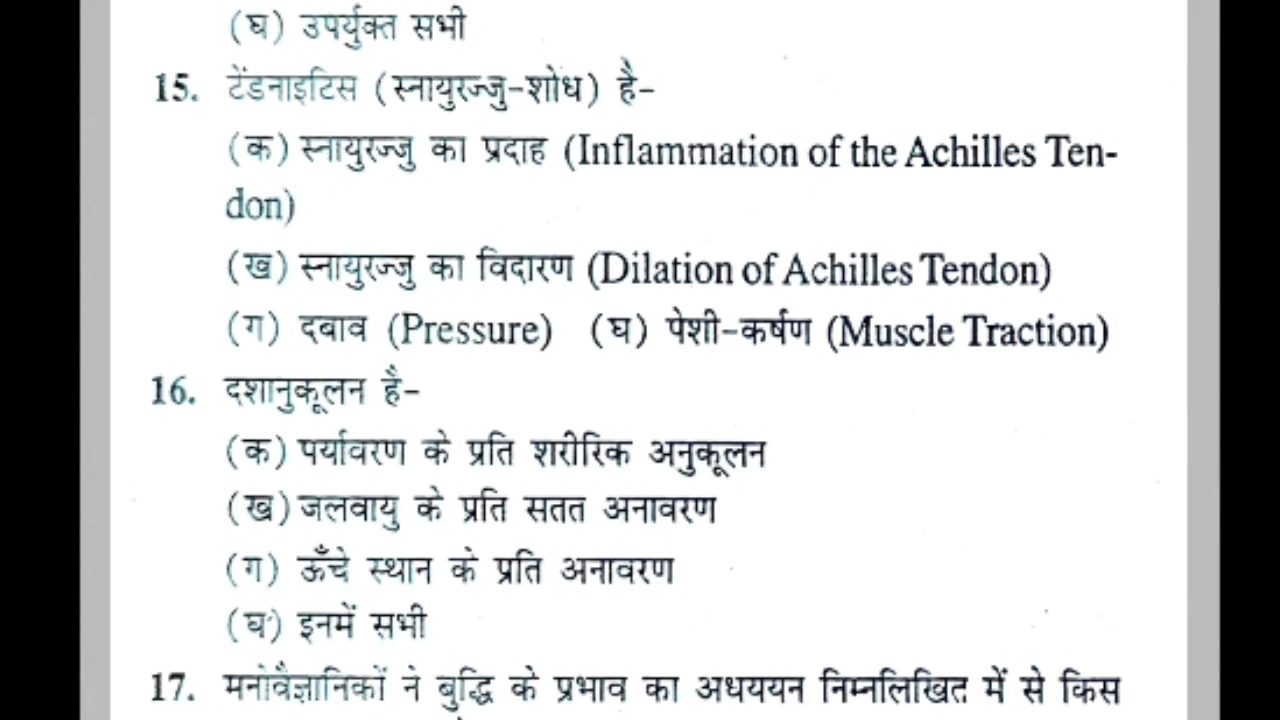 (घ) उपर्युक्त सभी
15. टेंडनाइटिस (स्नायुरज्जु-शोध) है-
(क) स्नायुरज्जु का प्रदाह (Inflammation of the Achilles Ten-
don)
(ख) स्नायुरज्जु का विदारण (Dilation of Achilles Tendon)
(ग) दबाव (Pressure) (घ) पेशी-कर्षण (Muscle Traction)
16. दशानुकूलन है-
(क) पर्यावरण के प्रति शरीरिक अनुकूलन
(ख) जलवायु के प्रति सतत अनावरण
(ग) ऊँचे स्थान के प्रति अनावरण
(घ) इनमें सभी
17. मनोवैज्ञानिकों ने बुद्धि के प्रभाव का अधययन निम्नलिखित में से किस